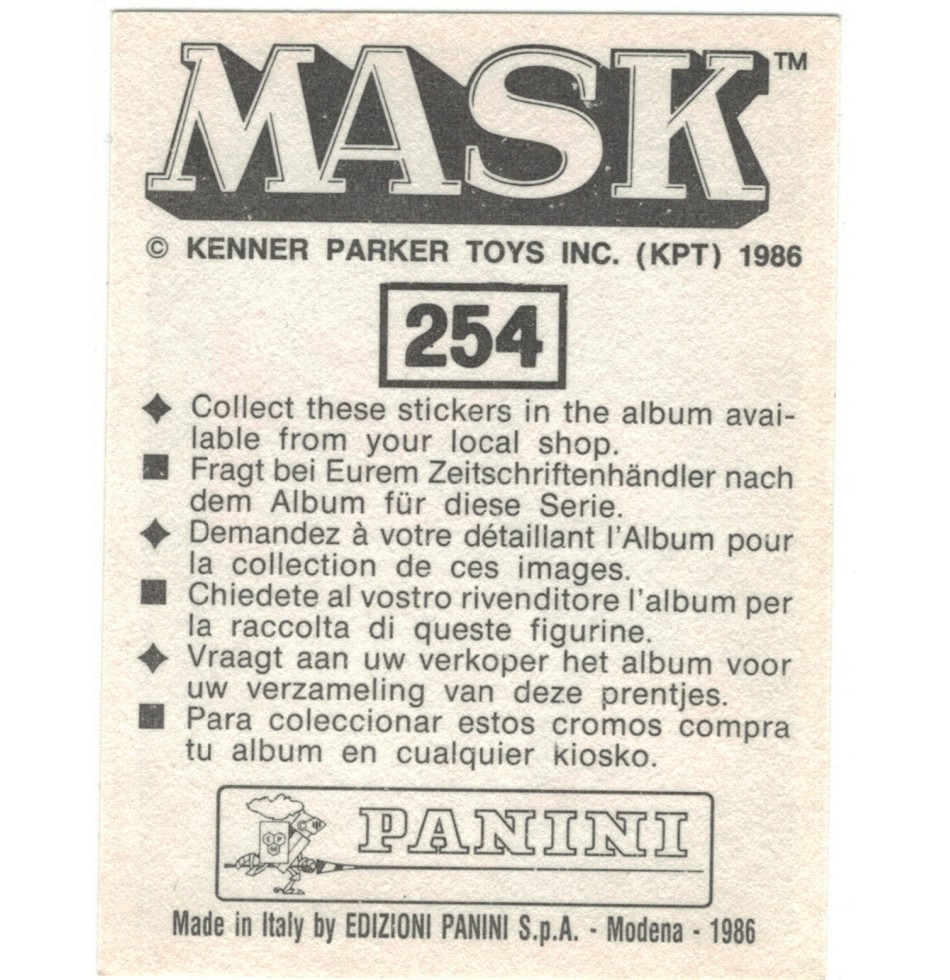 MASK™
© KENNER PARKER TOYS INC. (KPT) 1986
254
Collect these stickers in the album avai-
lable from your local shop.
Fragt bei Eurem Zeitschriftenhändler nach
dem Album für diese Serie.
Demandez à votre détaillant l'Album pour
la collection de ces images.
Chiedete al vostro rivenditore l'album per
la raccolta di queste figurine.
Vraagt aan uw verkoper het album voor
uw verzameling van deze prentjes.
Para coleccionar estos cromos compra
tu album en cualquier kiosko.
EPM
PANINI
Made in Italy by EDIZIONI PANINI S.p.A. - Modena - 1986